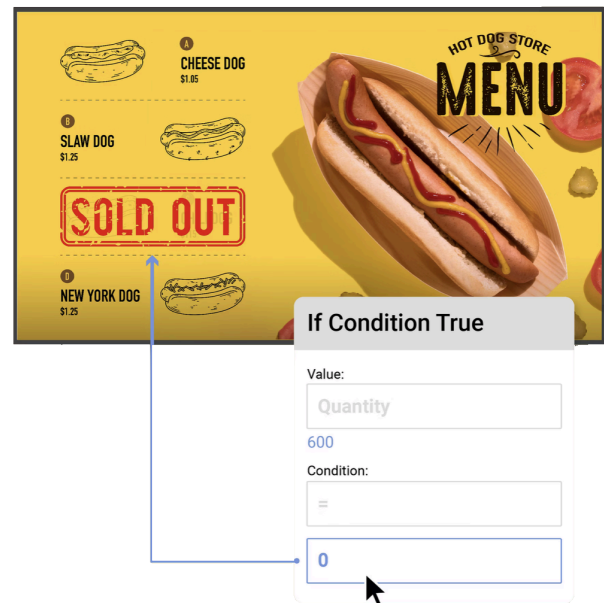 A
CHEESE DOG
$1.05
HOT DOG STORE
MENU
B
SLAW DOG
$1.25
SOLD OUT
D
NEW YORK DOG
$1.25
If Condition True
Value:
Quantity
600
Condition:
=
0